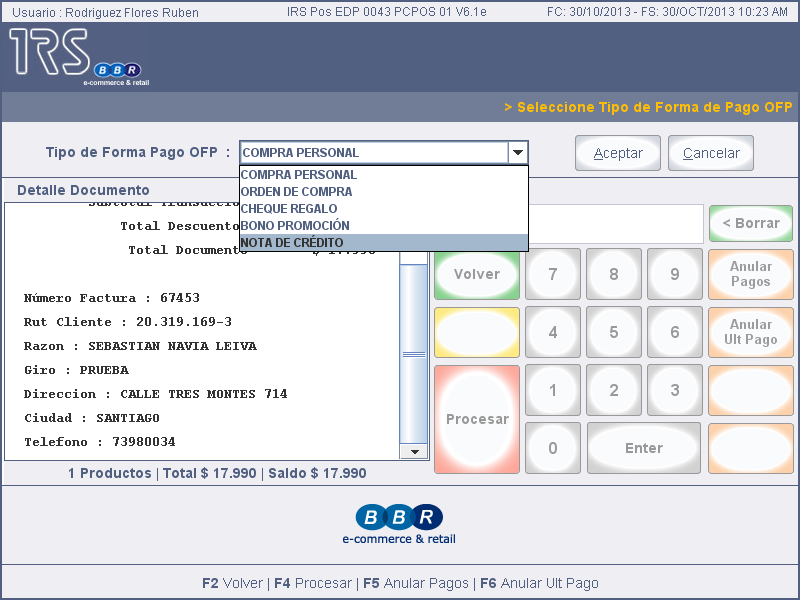 Usuario : Rodriguez Flores Ruben
IRS Pos EDP 0043 PCPOS 01 V6.1e
FC: 30/10/2013 - FS: 30/OCT/2013 10:23 AM
IRS
BBR
e-commerce & retail
> Seleccione Tipo de Forma de Pago OFP
Tipo de Forma Pago OFP :
COMPRA PERSONAL
Aceptar
Cancelar
COMPRA PERSONAL
ORDEN DE COMPRA
CHEQUE REGALO
BONO PROMOCIÓN
NOTA DE CRÉDITO
Detalle Documento
Total Descuento
Total Documento
Número Factura : 67453
Rut Cliente : 20.319.169-3
Razon : SEBASTIAN NAVIA LEIVA
Giro : PRUEBA
Direccion : CALLE TRES MONTES 714
Ciudad : SANTIAGO
Telefono : 73980034
1 Productos | Total $ 17.990 | Saldo $ 17.990
< Borrar
Volver
7
8
9
Anular
Pagos
4
5
6
Anular
Ult Pago
Procesar
1
2
3
0
Enter
BBR
e-commerce & retail
F2 Volver | F4 Procesar | F5 Anular Pagos | F6 Anular Ult Pago